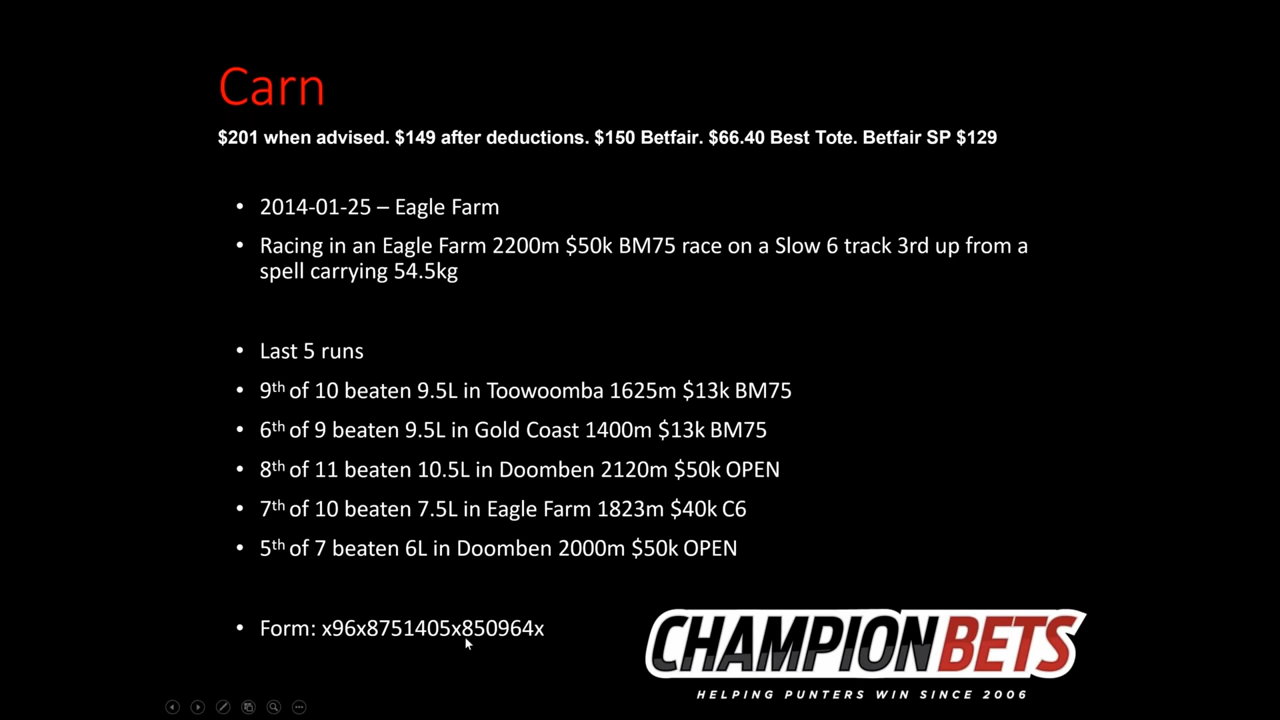 Carn
$201 when advised. $149 after deductions. $150 Betfair. $66.40 Best Tote. Betfair SP $129
• 2014-01-25 – Eagle Farm
• Racing in an Eagle Farm 2200m $50k BM75 race on a Slow 6 track 3rd up from a
spell carrying 54.5kg
• Last 5 runs
• 9th of 10 beaten 9.5L in Toowoomba 1625m $13k BM75
• 6th of 9 beaten 9.5L in Gold Coast 1400m $13k BM75
• 8th of 11 beaten 10.5L in Doomben 2120m $50k OPEN
• 7th of 10 beaten 7.5L in Eagle Farm 1823m $40k C6
• 5th of 7 beaten 6L in Doomben 2000m $50k OPEN
• Form: x96x8751405x850964x
CHAMPIONBETS
HELPING PUNTERS WIN SINCE 2006